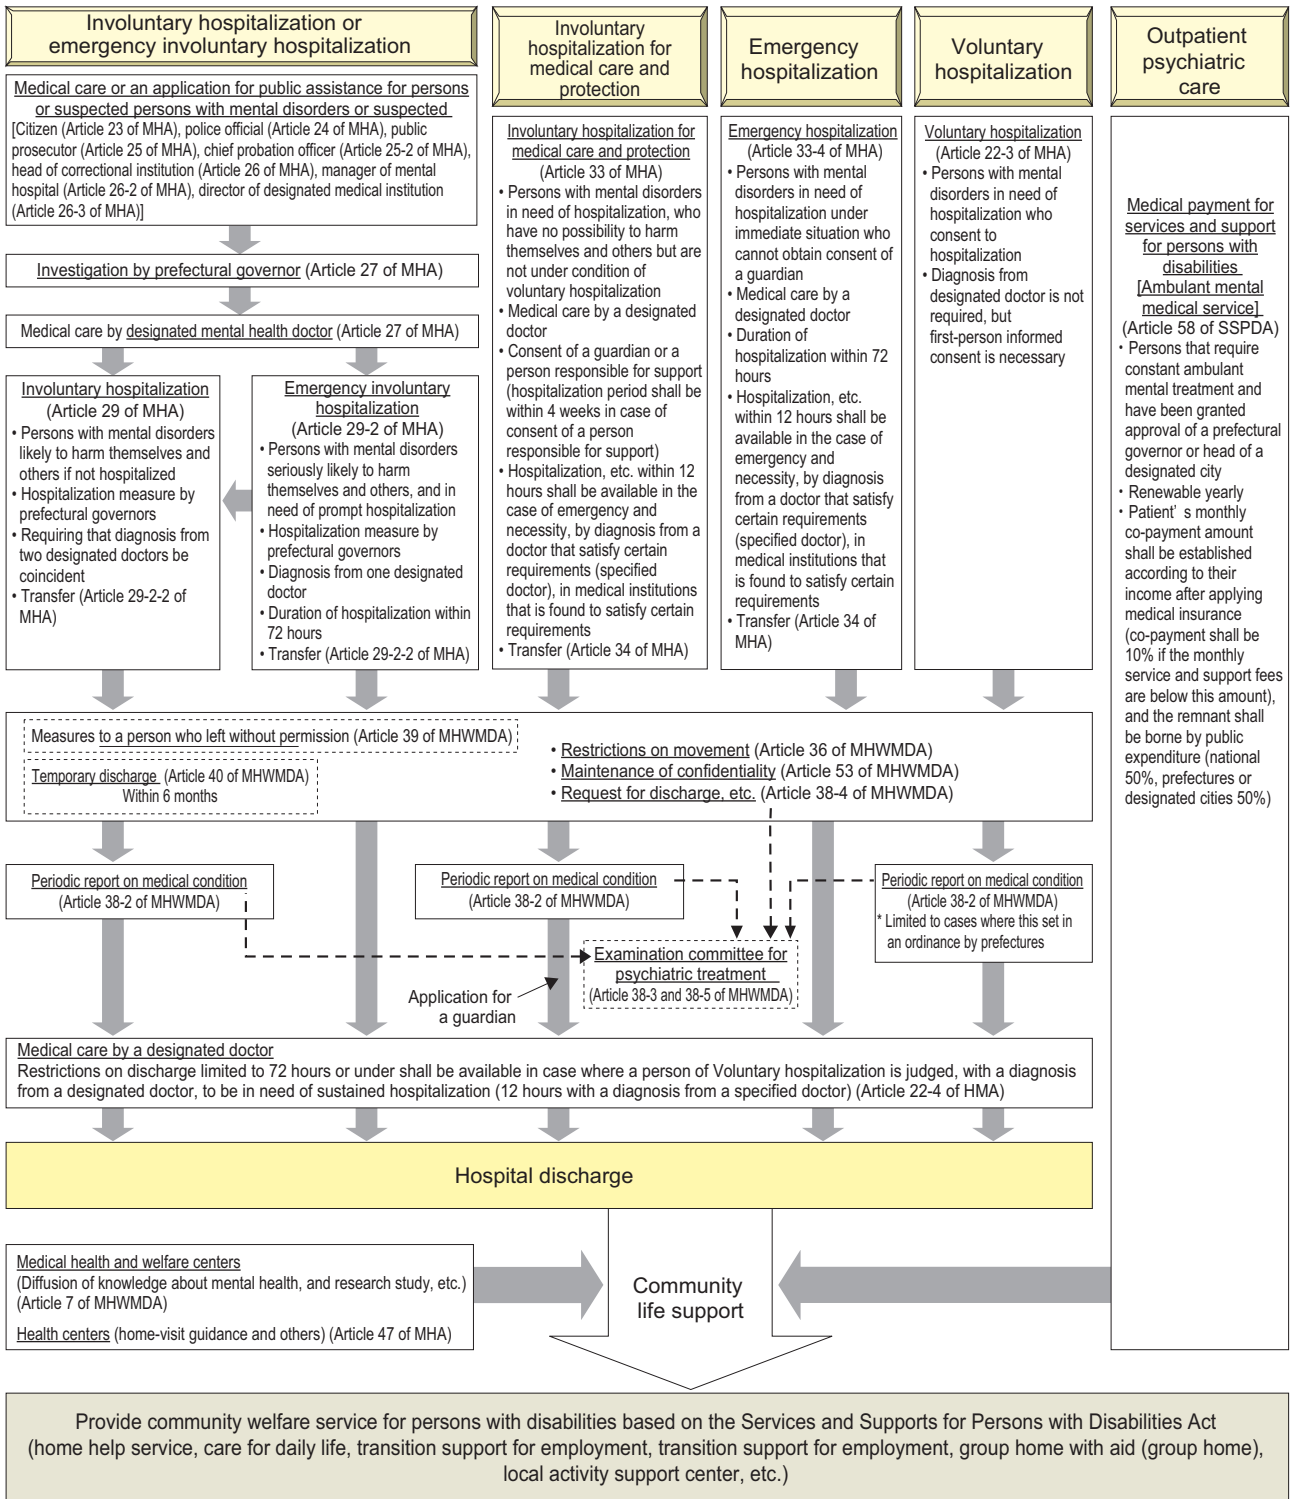 Involuntary hospitalization or
emergency involuntary hospitalization
Involuntary
hospitalization for
medical care and
protection
Emergency
hospitalization
Voluntary
hospitalization
Outpatient
psychiatric
care
Medical care or an application for public assistance for persons
or suspected persons with mental disorders or suspected
[Citizen (Article 23 of MHA), police official (Article 24 of MHA), public
prosecutor (Article 25 of MHA), chief probation officer (Article 25-2 of MHA),
head of correctional institution (Article 26 of MHA), manager of mental
hospital (Article 26-2 of MHA), director of designated medical institution
(Article 26-3 of MHA)]
Investigation by prefectural governor (Article 27 of MHA)
Medical care by designated mental health doctor (Article 27 of MHA)
Involuntary hospitalization
(Article 29 of MHA)
• Persons with mental disorders
likely to harm themselves and
others if not hospitalized
• Hospitalization measure by
prefectural governors
• Requiring that diagnosis from
two designated doctors be
coincident
• Transfer (Article 29-2-2 of
MHA)
Emergency involuntary
hospitalization
(Article 29-2 of MHA)
• Persons with mental disorders
seriously likely to harm
themselves and others, and in
need of prompt hospitalization
• Hospitalization measure by
prefectural governors
• Diagnosis from one designated
doctor
• Duration of hospitalization within
72 hours
• Transfer (Article 29-2-2 of MHA)
Involuntary hospitalization for
medical care and protection
(Article 33 of MHA)
• Persons with mental disorders
in need of hospitalization, who
have no possibility to harm
themselves and others but are
not under condition of
voluntary hospitalization
• Medical care by a designated
doctor
• Consent of a guardian or a
person responsible for support
(hospitalization period shall be
within 4 weeks in case of
consent of a person
responsible for support)
• Hospitalization, etc. within 12
hours shall be available in the
case of emergency and
necessity, by diagnosis from a
doctor that satisfy certain
requirements (specified
doctor), in medical institutions
that is found to satisfy certain
requirements
• Transfer (Article 34 of MHA)
Emergency hospitalization
(Article 33-4 of MHA)
• Persons with mental
disorders in need of
hospitalization under
immediate situation who
cannot obtain consent of
a guardian
• Medical care by a
designated doctor
• Duration of
hospitalization within 72
hours
• Hospitalization, etc.
within 12 hours shall be
available in the case of
emergency and
necessity, by diagnosis
from a doctor that satisfy
certain requirements
(specified doctor), in
medical institutions that
is found to satisfy certain
requirements
• Transfer (Article 34 of
MHA)
Voluntary hospitalization
(Article 22-3 of MHA)
• Persons with mental
disorders in need of
hospitalization who
consent to
hospitalization
• Diagnosis from
designated doctor is not
required, but
first-person informed
consent is necessary
Medical payment for
services and support
for persons with
disabilities
[Ambulant mental
medical service]
(Article 58 of SSPDA)
• Persons that require
constant ambulant
mental treatment and
have been granted
approval of a prefectural
governor or head of a
designated city
• Renewable yearly
• Patient’ s monthly
co-payment amount
shall be established
according to their
income after applying
medical insurance
(co-payment shall be
10% if the monthly
service and support fees
are below this amount),
and the remnant shall
be borne by public
expenditure (national
50%, prefectures or
designated cities 50%)
Measures to a person who left without permission (Article 39 of MHWMDA)
Temporary discharge (Article 40 of MHWMDA)
Within 6 months
• Restrictions on movement (Article 36 of MHWMDA)
• Maintenance of confidentiality (Article 53 of MHWMDA)
• Request for discharge, etc. (Article 38-4 of MHWMDA)
Periodic report on medical condition
(Article 38-2 of MHWMDA)
Periodic report on medical condition
(Article 38-2 of MHWMDA)
Periodic report on medical condition
(Article 38-2 of MHWMDA)
* Limited to cases where this set in
an ordinance by prefectures
Examination committee for
psychiatric treatment
(Article 38-3 and 38-5 of MHWMDA)
Application for
a guardian
Medical care by a designated doctor
Restrictions on discharge limited to 72 hours or under shall be available in case where a person of Voluntary hospitalization is judged, with a diagnosis
from a designated doctor, to be in need of sustained hospitalization (12 hours with a diagnosis from a specified doctor) (Article 22-4 of HMA)
Hospital discharge
Medical health and welfare centers
(Diffusion of knowledge about mental health, and research study, etc.)
(Article 7 of MHWMDA)
Health centers (home-visit guidance and others) (Article 47 of MHA)
Community
life support
Provide community welfare service for persons with disabilities based on the Services and Supports for Persons with Disabilities Act
(home help service, care for daily life, transition support for employment, transition support for employment, group home with aid (group home),
local activity support center, etc.)